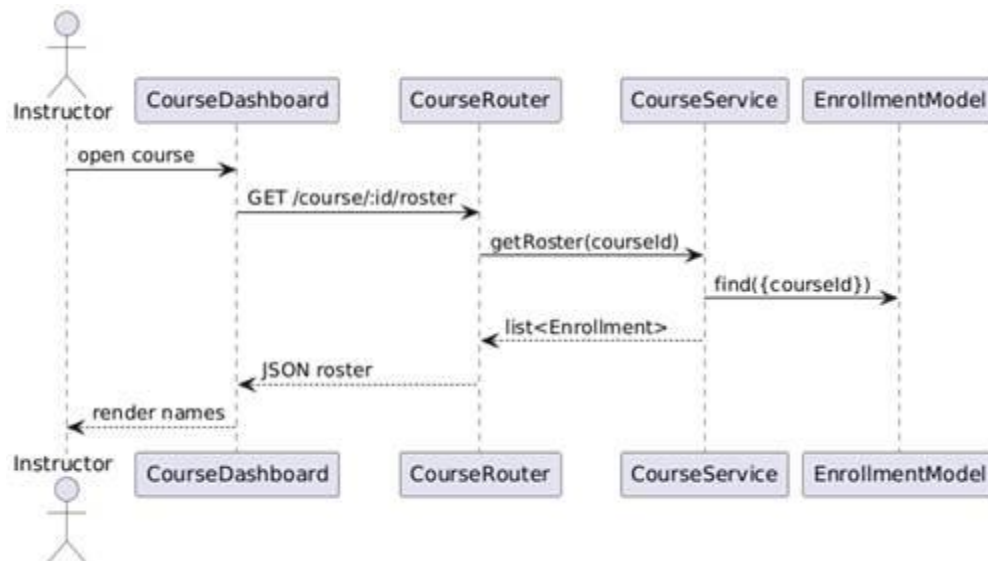 Instructor
CourseDashboard
CourseRouter
CourseService
EnrollmentModel
open course
GET /course/:id/roster
getRoster(courseId)
find({courseId})
list<Enrollment>
JSON roster
render names
Instructor
CourseDashboard
CourseRouter
CourseService
EnrollmentModel